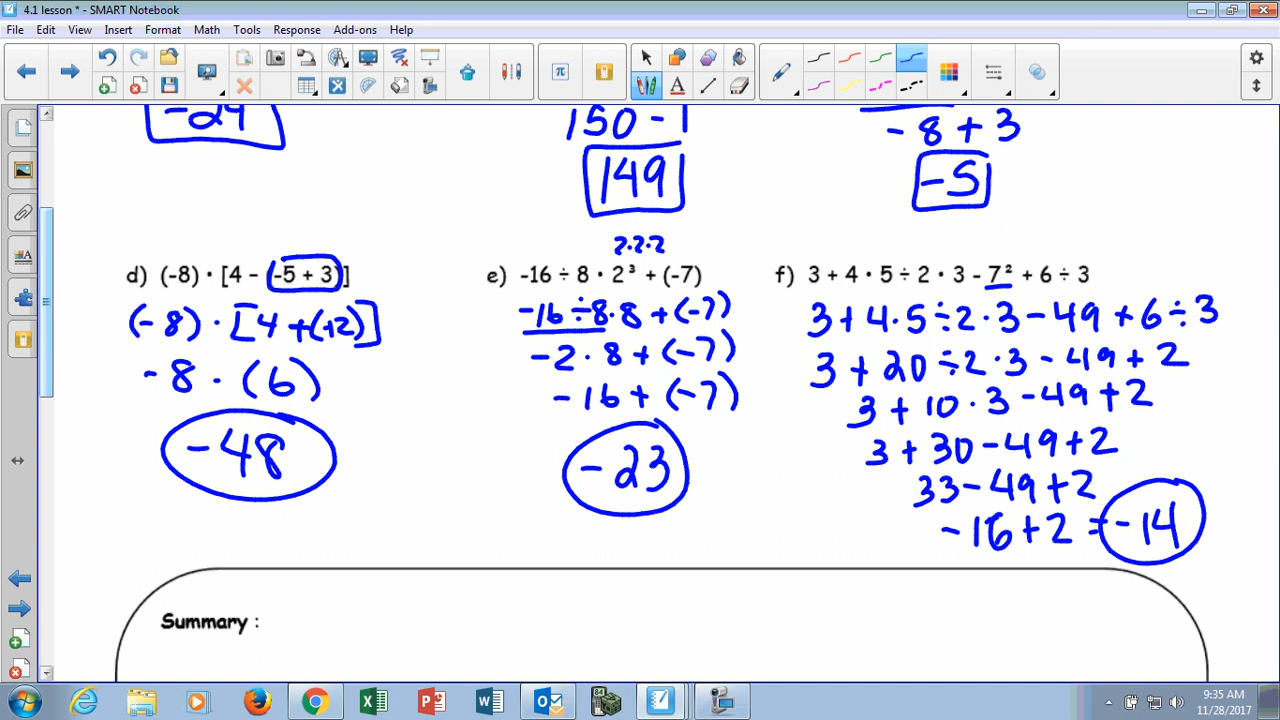 4.1 lesson * - SMART Notebook
File Edit View Insert Format Math Tools Response Add-ons Help
-24
150 - 1
149
-8 + 3
-5
2·2·2
d) (-8) · [4 - (-5 + 3)]
(-8) · [4 + (+2)]
-8 · (6)
-48
e) -16 ÷ 8 · 2³ + (-7)
-16 ÷ 8 · 8 + (-7)
-2 · 8 + (-7)
-16 + (-7)
-23
f) 3 + 4 · 5 ÷ 2 · 3 - 7² + 6 ÷ 3
3 + 4 · 5 ÷ 2 · 3 - 49 + 6 ÷ 3
3 + 20 ÷ 2 · 3 - 49 + 2
3 + 10 · 3 - 49 + 2
3 + 30 - 49 + 2
33 - 49 + 2
-16 + 2 = -14
Summary :
9:35 AM
11/28/2017